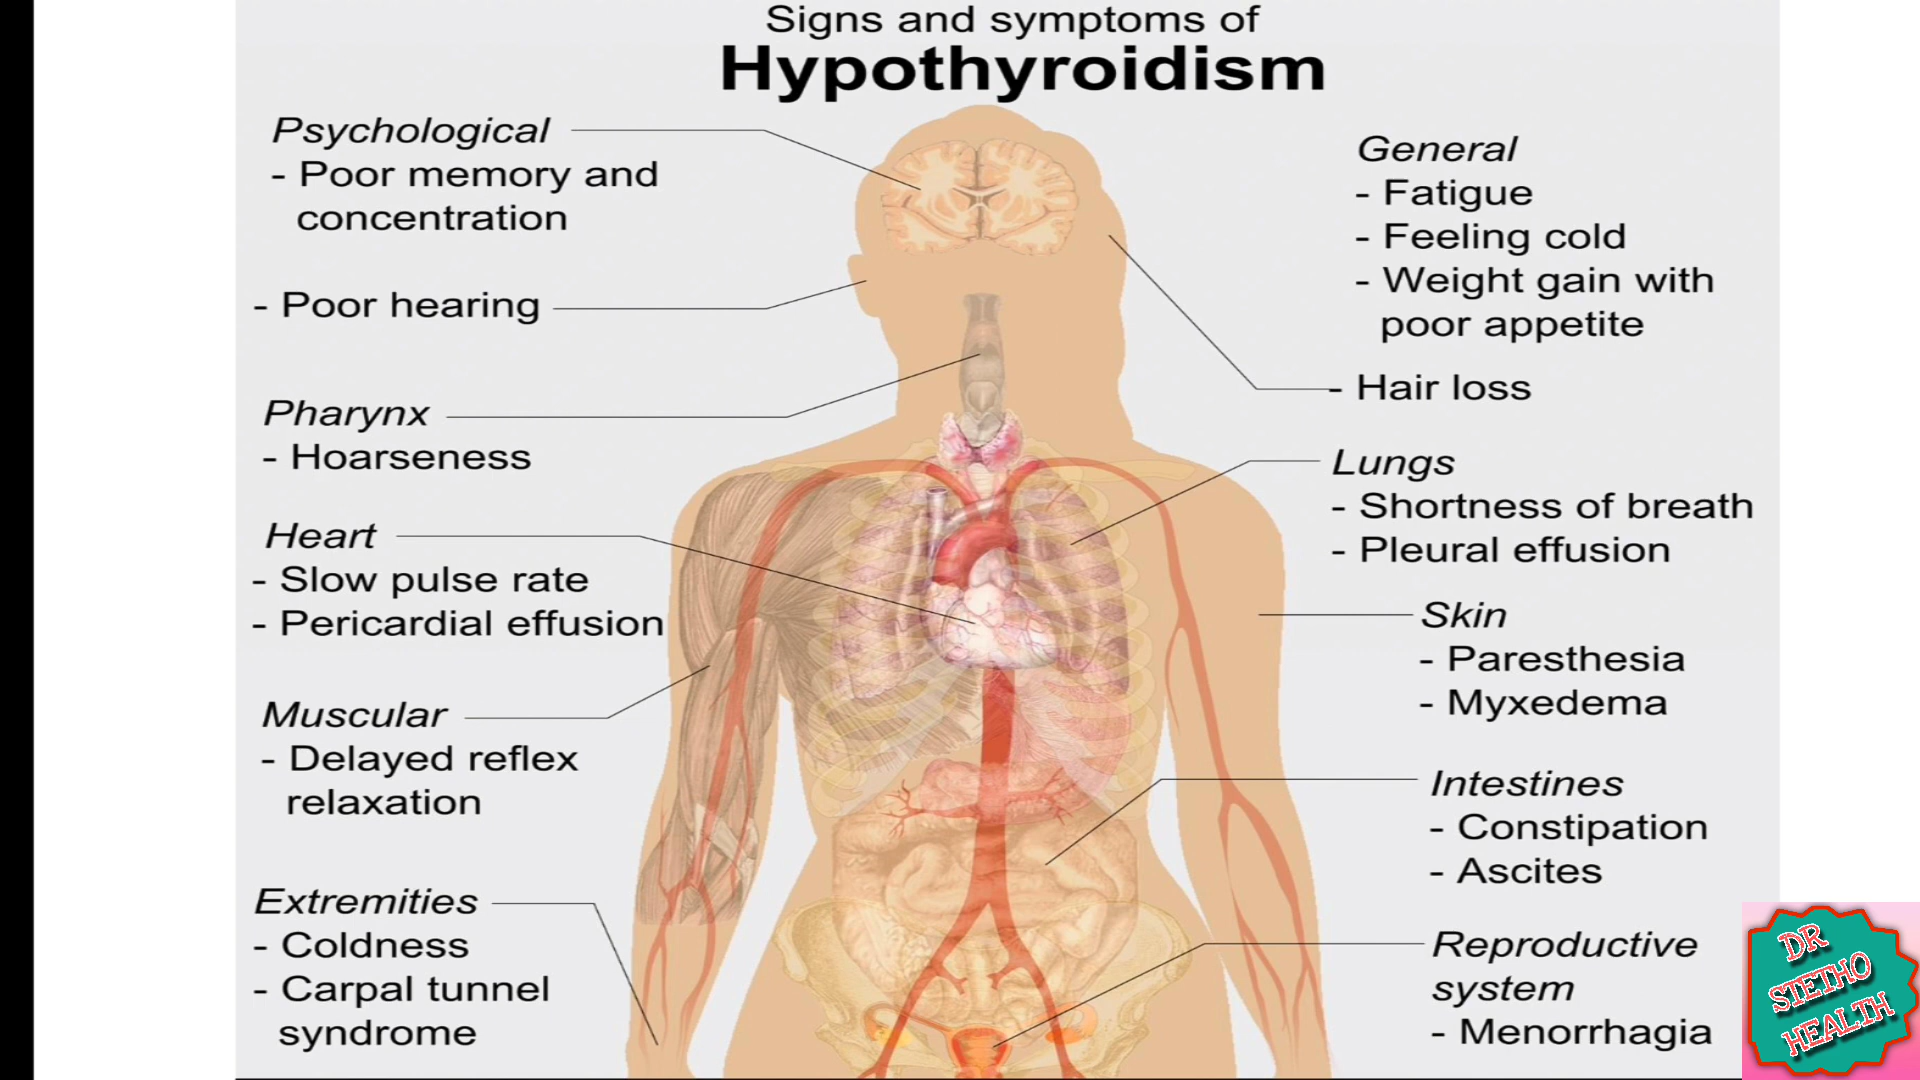 Signs and symptoms of
Hypothyroidism
Psychological
- Poor memory and
concentration
- Poor hearing
Pharynx
- Hoarseness
Heart
- Slow pulse rate
- Pericardial effusion
Muscular
- Delayed reflex
relaxation
Extremities
- Coldness
- Carpal tunnel
syndrome
General
- Fatigue
- Feeling cold
- Weight gain with
poor appetite
- Hair loss
Lungs
- Shortness of breath
- Pleural effusion
Skin
- Paresthesia
- Myxedema
Intestines
- Constipation
- Ascites
Reproductive
system
- Menorrhagia
DR
STETHO
HEALTH